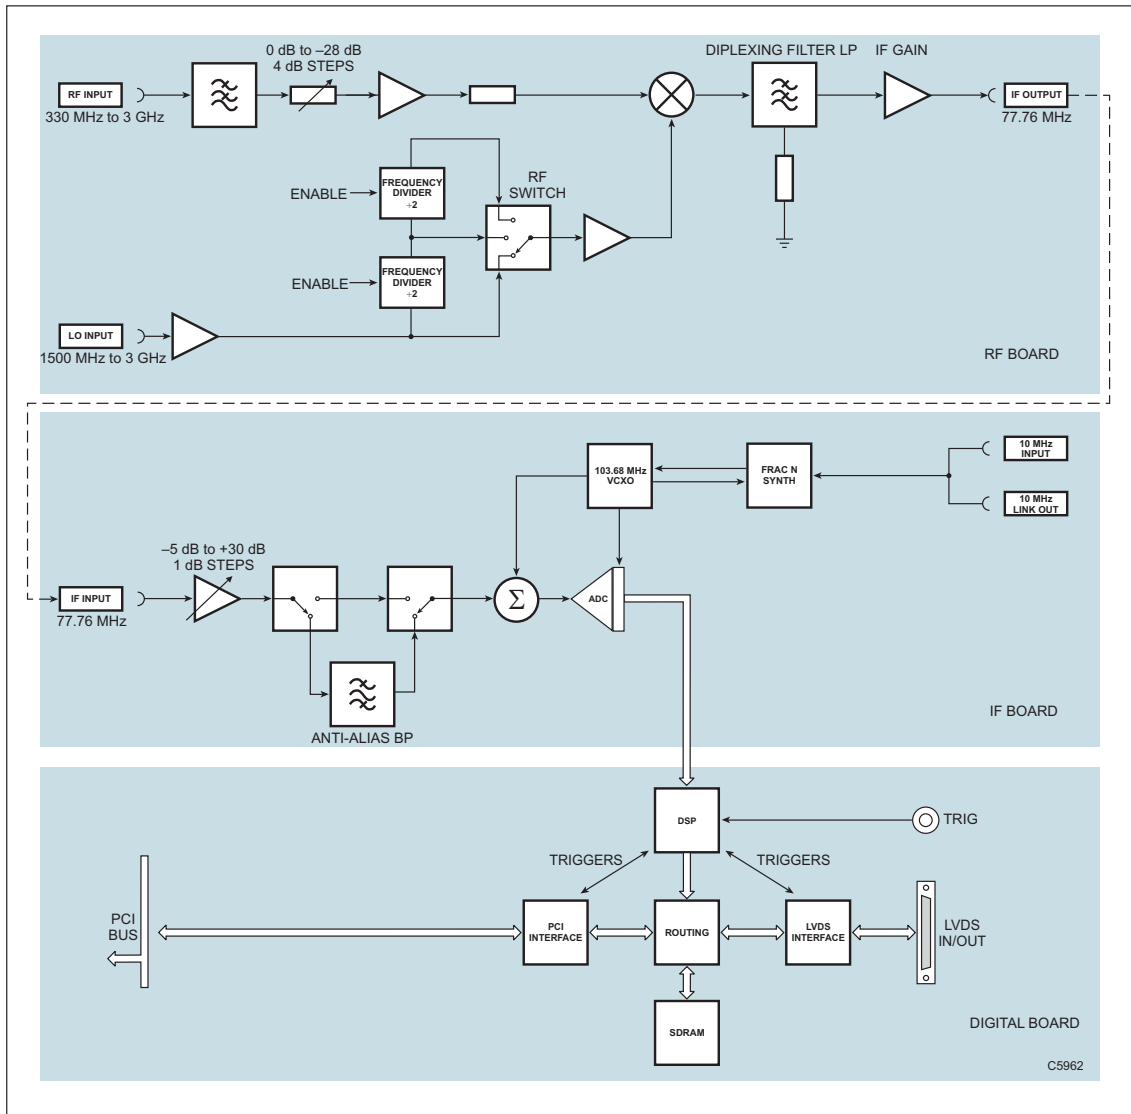 0 dB to –28 dB
4 dB STEPS
DIPLEXING FILTER LP
IF GAIN
RF INPUT
330 MHz to 3 GHz
IF OUTPUT
77.76 MHz
ENABLE
FREQUENCY
DIVIDER
÷2
RF
SWITCH
ENABLE
FREQUENCY
DIVIDER
÷2
LO INPUT
1500 MHz to 3 GHz
RF BOARD
103.68 MHz
VCXO
FRAC N
SYNTH
10 MHz
INPUT
10 MHz
LINK OUT
–5 dB to +30 dB
1 dB STEPS
IF INPUT
77.76 MHz
Σ
ADC
ANTI-ALIAS BP
IF BOARD
DSP
TRIG
TRIGGERS
TRIGGERS
PCI
BUS
PCI
INTERFACE
ROUTING
LVDS
INTERFACE
LVDS
IN/OUT
SDRAM
DIGITAL BOARD
C5962